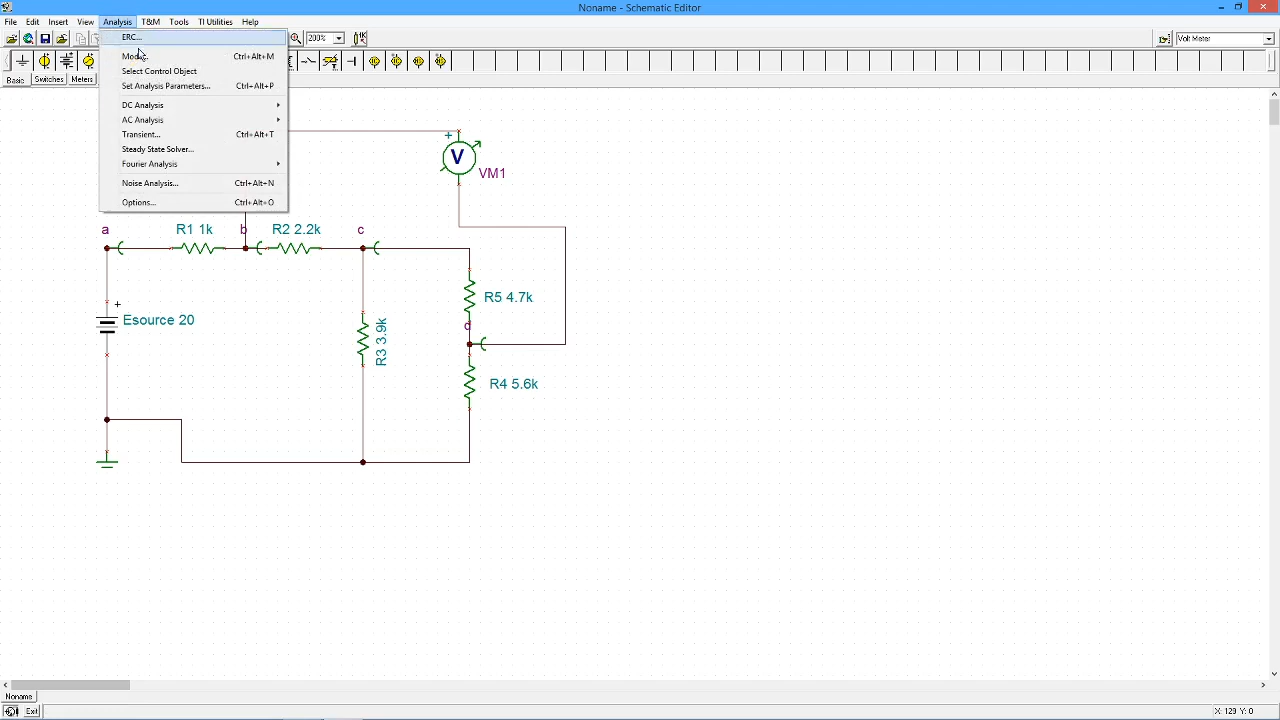 Noname - Schematic Editor
File Edit Insert View Analysis T&M Tools TI Utilities Help
ERC...
200%
Volt Meter
Ctrl+Alt+M
Select Control Object
Basic Switches Meters
Set Analysis Parameters... Ctrl+Alt+P
DC Analysis
AC Analysis
Transient... Ctrl+Alt+T
Steady State Solver...
Fourier Analysis
Noise Analysis... Ctrl+Alt+N
Options... Ctrl+Alt+O
+
V
VM1
a R1 1k b R2 2.2k c
+
Esource 20
R3 3.9k
R5 4.7k
d
R4 5.6k
Noname
Exit
X: 129 Y: 0